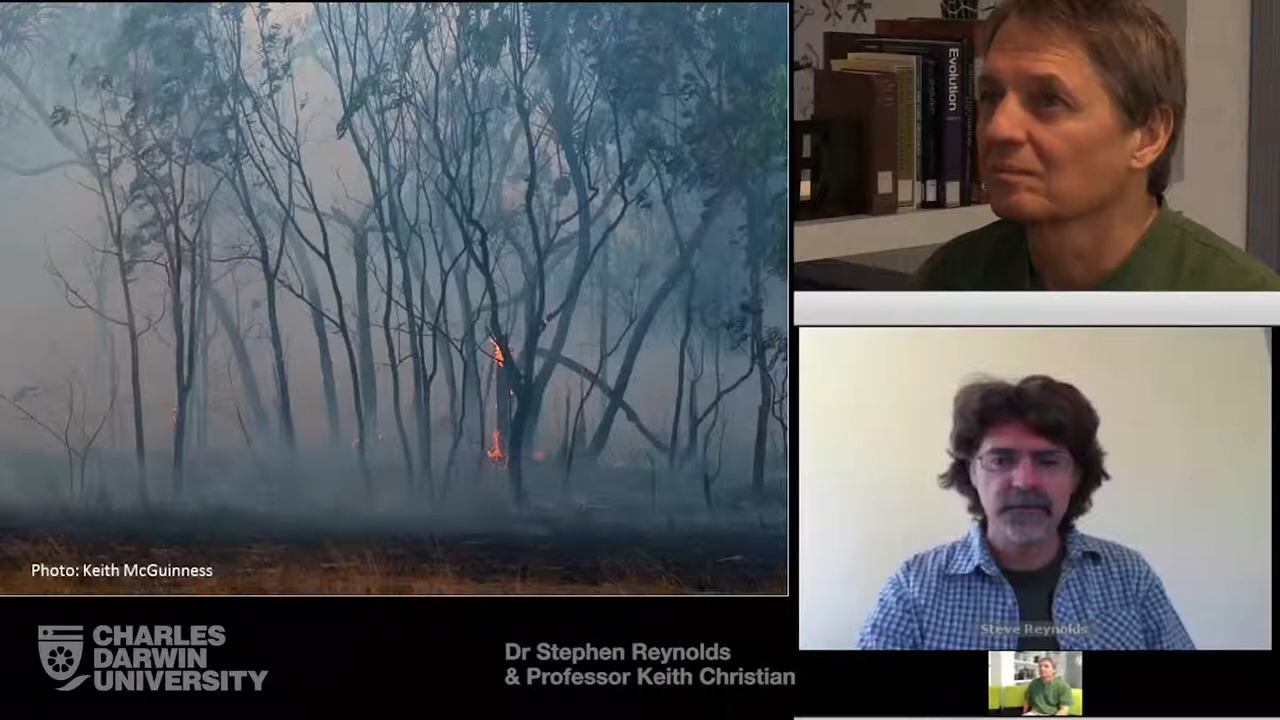 Evolution
Photo: Keith McGuinness
CHARLES
DARWIN
UNIVERSITY
Dr Stephen Reynolds
& Professor Keith Christian
Steve Reynolds